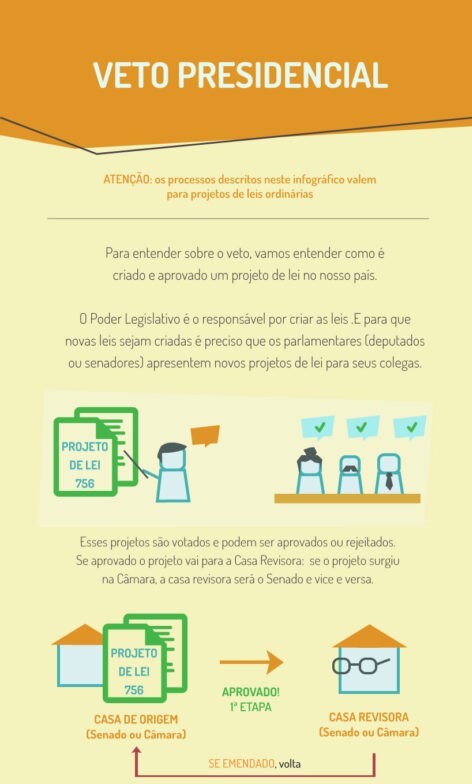 VETO PRESIDENCIAL
ATENÇÃO: os processos descritos neste infográfico valem
para projetos de leis ordinárias
Para entender sobre o veto, vamos entender como é
criado e aprovado um projeto de lei no nosso país.
O Poder Legislativo é o responsável por criar as leis .E para que
novas leis sejam criadas é preciso que os parlamentares (deputados
ou senadores) apresentem novos projetos de lei para seus colegas.
PROJETO
DE LEI
756
Esses projetos são votados e podem ser aprovados ou rejeitados.
Se aprovado o projeto vai para a Casa Revisora: se o projeto surgiu
na Câmara, a casa revisora será o Senado e vice e versa.
PROJETO
DE LEI
756
APROVADO!
1ª ETAPA
CASA DE ORIGEM
(Senado ou Câmara)
CASA REVISORA
(Senado ou Câmara)
SE EMENDADO, volta